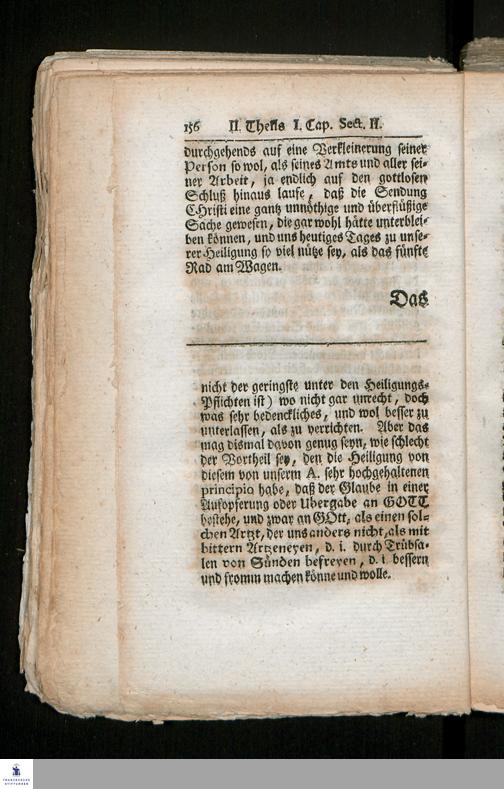 156 II. Thesis I. Cap. Sect. II.
durchgehends auf eine Verkleinerung seiner
Person so wol, als seines Amts und aller sei-
ner Arbeit, ja endlich auf den gottlosen
Schluß hinaus laufe, daß die Sendung
Christi eine gantz unnöthige und überflüßige
Sache gewesen, die gar wohl hätte unterblei-
ben können, und uns heutiges Tages zu unse-
rer Heiligung so viel nütze sey, als das fünfte
Rad am Wagen.
Das
nicht der geringste unter den Heiligungs-
Pflichten ist) wo nicht gar unrecht, doch
was sehr bedenckliches, und wol besser zu
unterlassen, als zu verrichten. Aber das
mag dismal davon genug seyn, wie schlecht
der Vortheil sey, den die Heiligung von
diesem von unserm A. sehr hochgehaltenen
principio habe, daß der Glaube in einer
Aufopferung oder Ubergabe an GOTT
bestehe, und zwar an GOtt, als einen sol-
chen Artzt, der uns anders nicht, als mit
bittern Artzeneyen, d. i. durch Trübsa-
len von Sünden befreyen, d. i. bessern
und fromm machen könne und wolle.
FRANCKESCHE
STIFTUNGEN